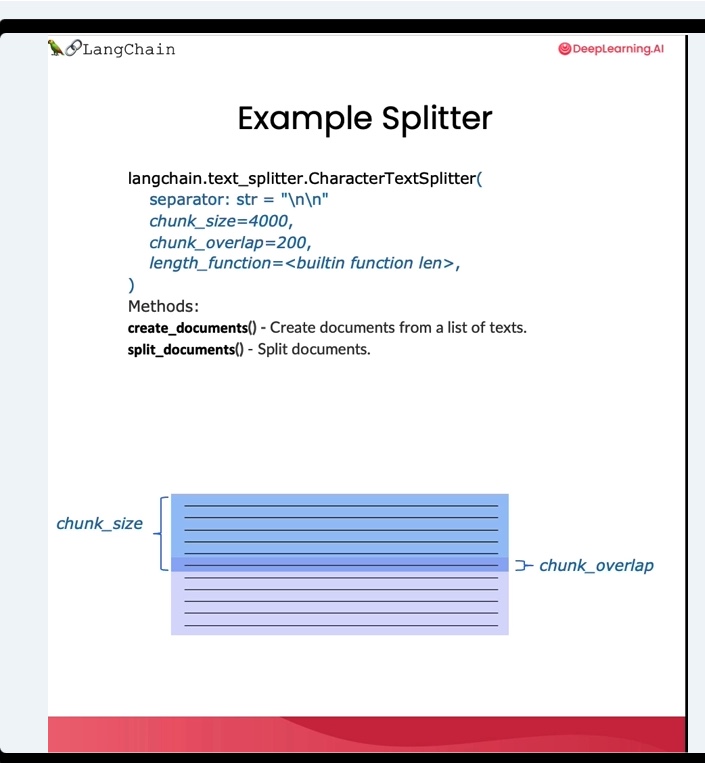 LangChain
DeepLearning.AI
Example Splitter
langchain.text_splitter.CharacterTextSplitter(
separator: str = "\n\n"
chunk_size=4000,
chunk_overlap=200,
length_function=<builtin function len>,
)
Methods:
create_documents() - Create documents from a list of texts.
split_documents() - Split documents.
chunk_size
chunk_overlap